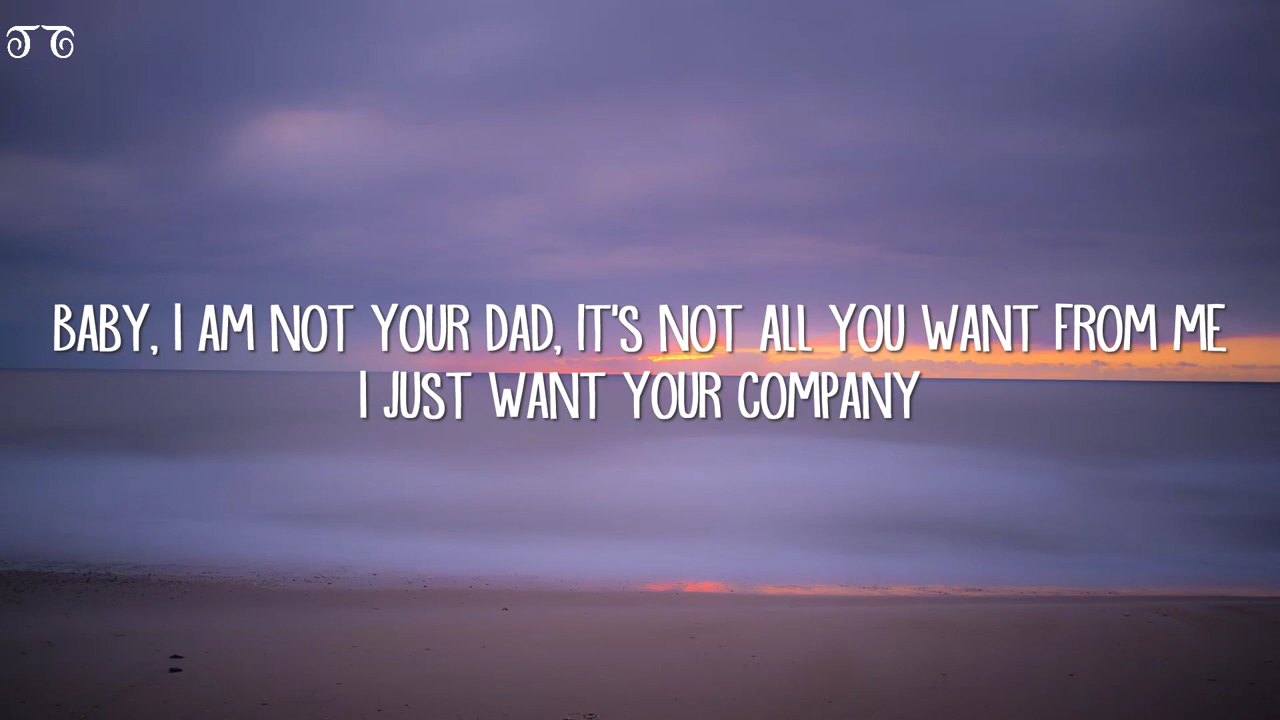 BABY, I AM NOT YOUR DAD, IT'S NOT ALL YOU WANT FROM ME
I JUST WANT YOUR COMPANY